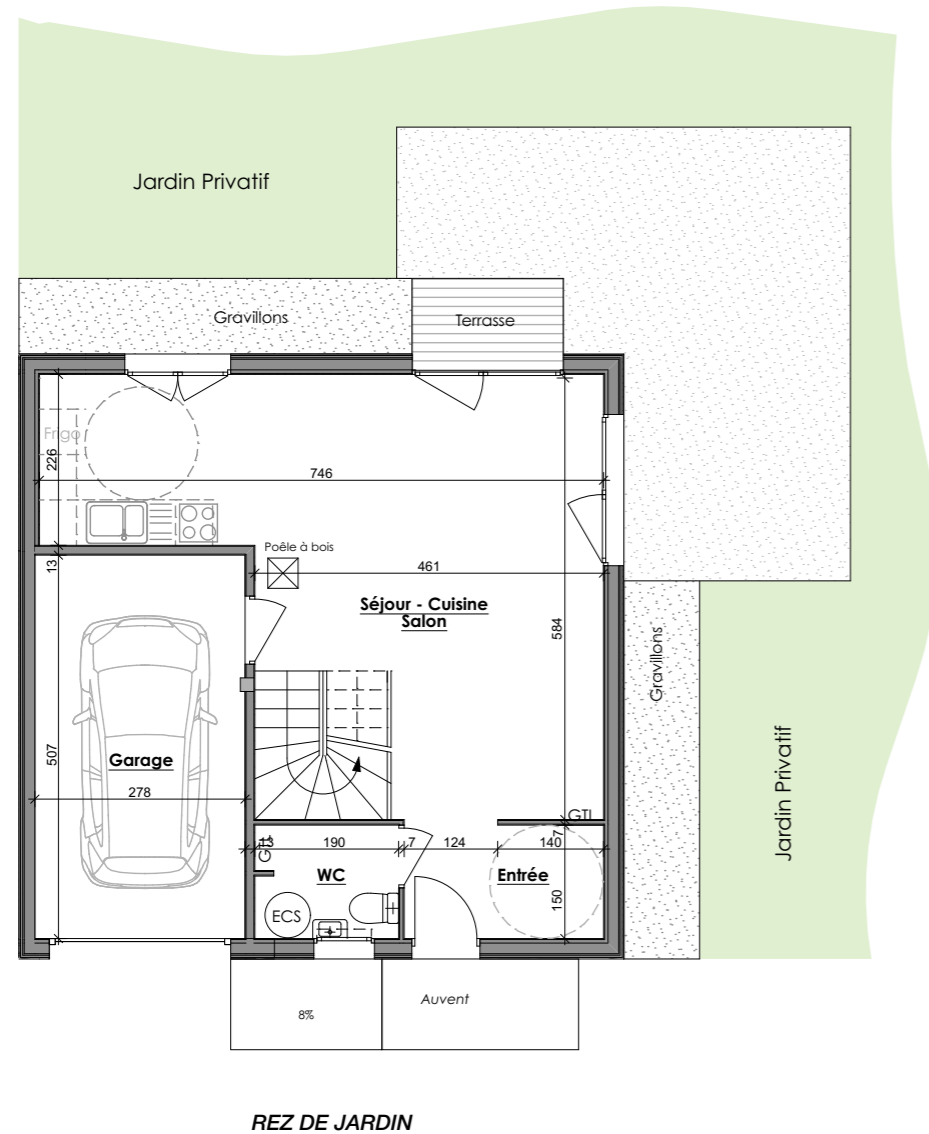 Jardin Privatif
Gravillons
Terrasse
Frigo
226
746
Poêle à bois
13
461
Séjour - Cuisine
Salon
584
Gravillons
507
Garage
278
Jardin Privatif
GTL
13
190
7
124
140
7
GTL
WC
Entrée
150
ECS
8%
Auvent
REZ DE JARDIN